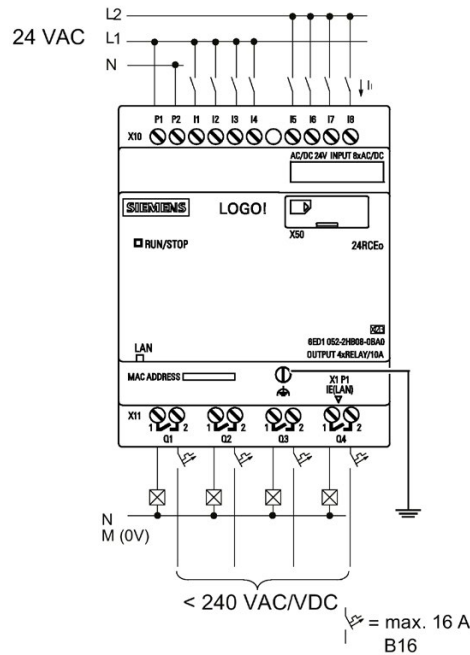 L2
24 VAC L1
N
I₁
P1 P2 I1 I2 I3 I4 I5 I6 I7 I8
X10
AC/DC 24V INPUT 8xAC/DC
SIEMENS LOGO!
X50
RUN/STOP 24RCEo
X23
6ED1 052-2HB08-0BA0
OUTPUT 4xRELAY/10A
LAN
MAC ADDRESS X1 P1
IE(LAN)
X11
1 2 1 2 1 2 1 2
Q1 Q2 Q3 Q4
N
M (0V)
< 240 VAC/VDC
= max. 16 A
B16